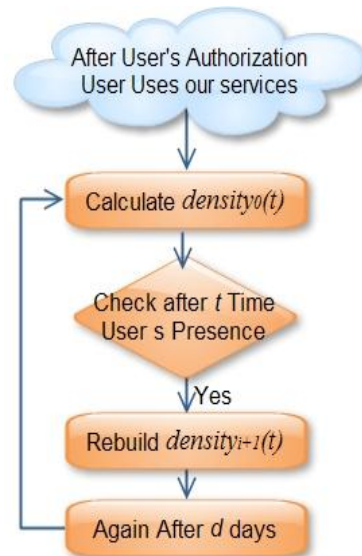 After User's Authorization
User Uses our services
Calculate density₀(t)
Check after t Time
User s Presence
Yes
Rebuild densityᵢ₊₁(t)
Again After d days